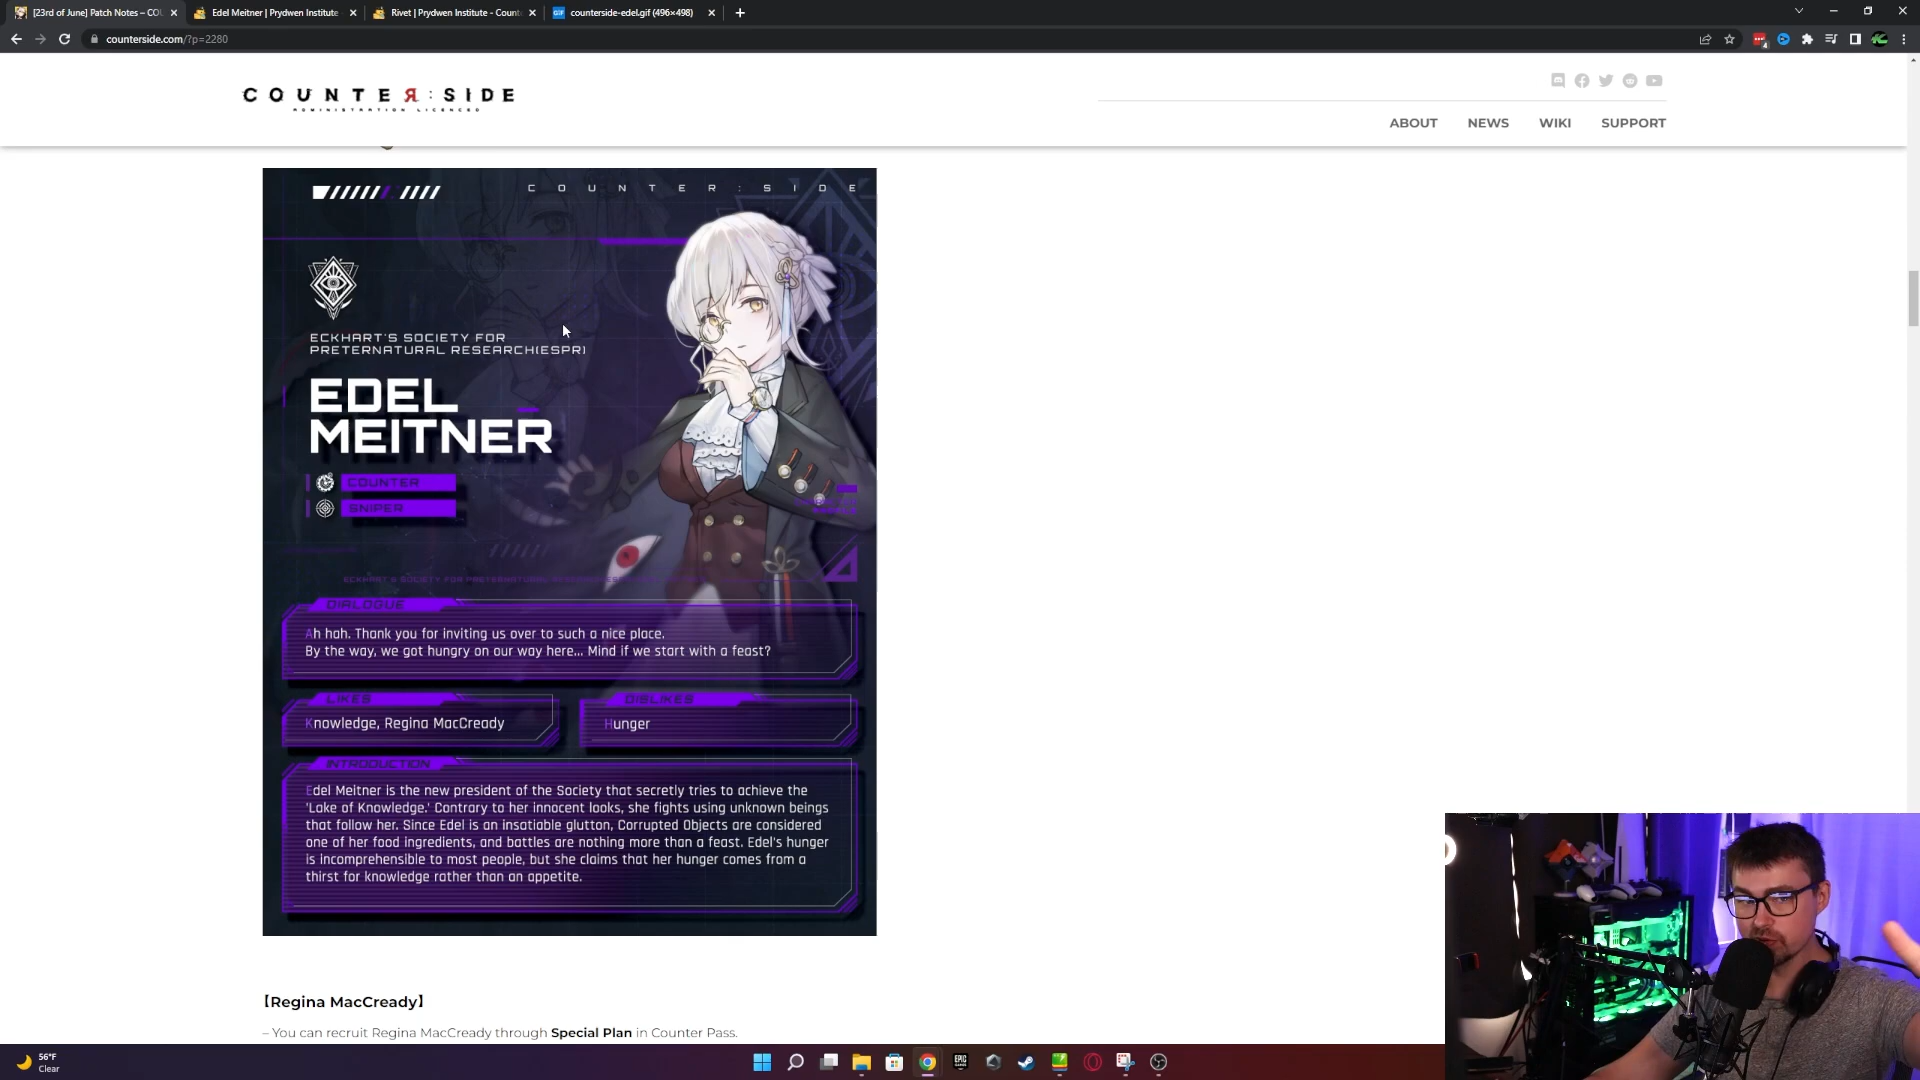 [23rd of June] Patch Notes – COU
Edel Meitner | Prydwen Institute
Rivet | Prydwen Institute - Count
counterside-edel.gif (496×498)
counterside.com/?p=2280
COUNTER:SIDE
ADMINISTRATION LICENCED
ABOUT NEWS WIKI SUPPORT
COUNTER:SIDE
ECKHART'S SOCIETY FOR
PRETERNATURAL RESEARCH(ESPR)
EDEL
MEITNER
COUNTER
SNIPER
DIALOGUE
Ah hah. Thank you for inviting us over to such a nice place.
By the way, we got hungry on our way here... Mind if we start with a feast?
LIKES
Knowledge, Regina MacCready
DISLIKES
Hunger
INTRODUCTION
Edel Meitner is the new president of the Society that secretly tries to achieve the
'Lake of Knowledge.' Contrary to her innocent looks, she fights using unknown beings
that follow her. Since Edel is an insatiable glutton, Corrupted Objects are considered
one of her food ingredients, and battles are nothing more than a feast. Edel's hunger
is incomprehensible to most people, but she claims that her hunger comes from a
thirst for knowledge rather than an appetite.
【Regina MacCready】
– You can recruit Regina MacCready through Special Plan in Counter Pass.
56°F
Clear